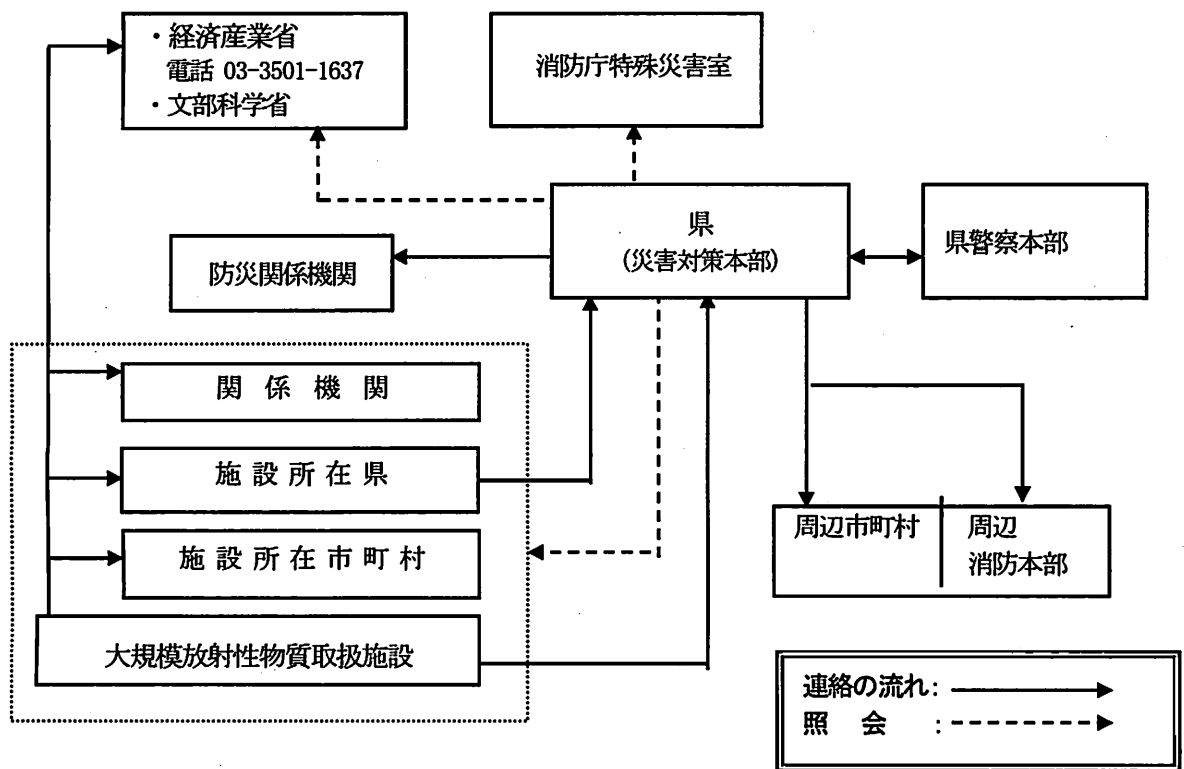 ・経済産業省
電話 03-3501-1637
・文部科学省
消防庁特殊災害室
県
(災害対策本部)
県警察本部
防災関係機関
関係機関
施設所在県
施設所在市町村
大規模放射性物質取扱施設
周辺市町村
周辺
消防本部
連絡の流れ:
照会: